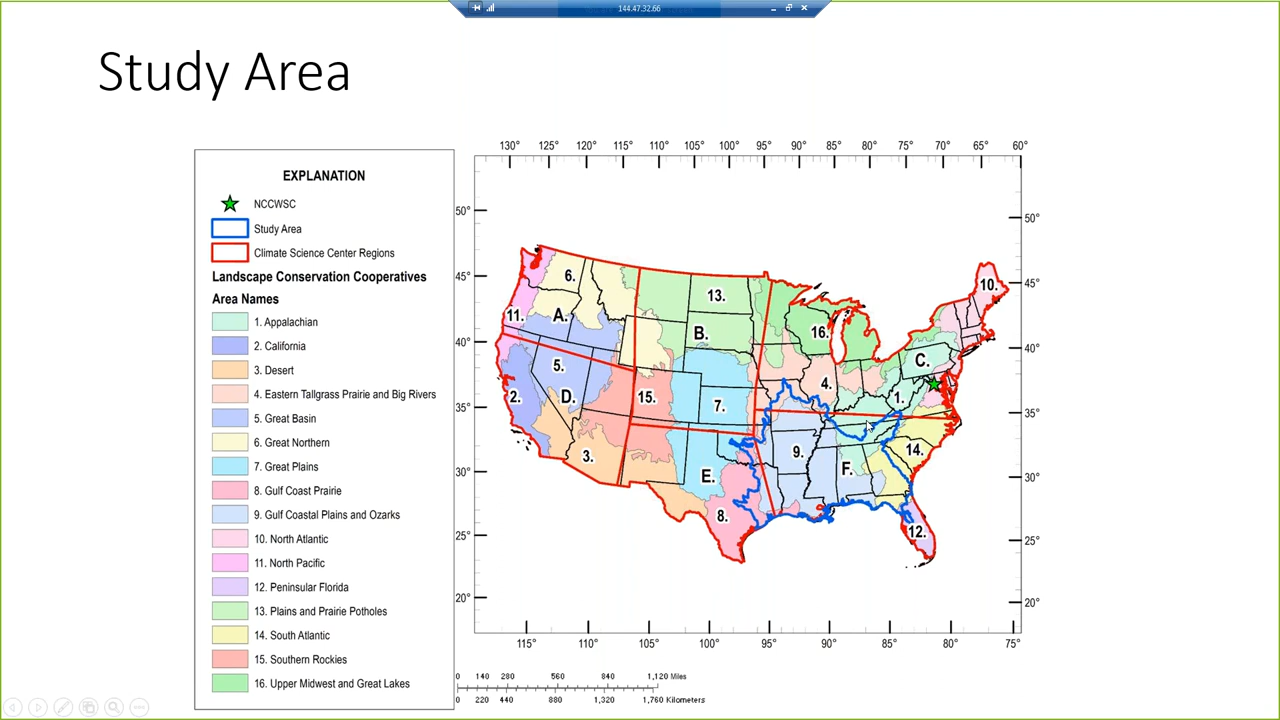 144.47.32.66
Study Area
EXPLANATION
NCCWSC
Study Area
Climate Science Center Regions
Landscape Conservation Cooperatives
Area Names
1. Appalachian
2. California
3. Desert
4. Eastern Tallgrass Prairie and Big Rivers
5. Great Basin
6. Great Northern
7. Great Plains
8. Gulf Coast Prairie
9. Gulf Coastal Plains and Ozarks
10. North Atlantic
11. North Pacific
12. Peninsular Florida
13. Plains and Prairie Potholes
14. South Atlantic
15. Southern Rockies
16. Upper Midwest and Great Lakes
130° 125° 120° 115° 110° 105° 100° 95° 90° 85° 80° 75° 70° 65° 60°
50° 50°
45° 45°
40° 40°
35° 35°
30° 30°
25° 25°
20° 20°
6. 13. 10.
11. A. B. 16.
5. C.
2. D. 15. 7. 4. 1.
3. E. 9. F. 14.
8. 12.
115° 110° 105° 100° 95° 90° 85° 80° 75°
0 140 280 560 840 1,120 Miles
0 220 440 880 1,320 1,760 Kilometers